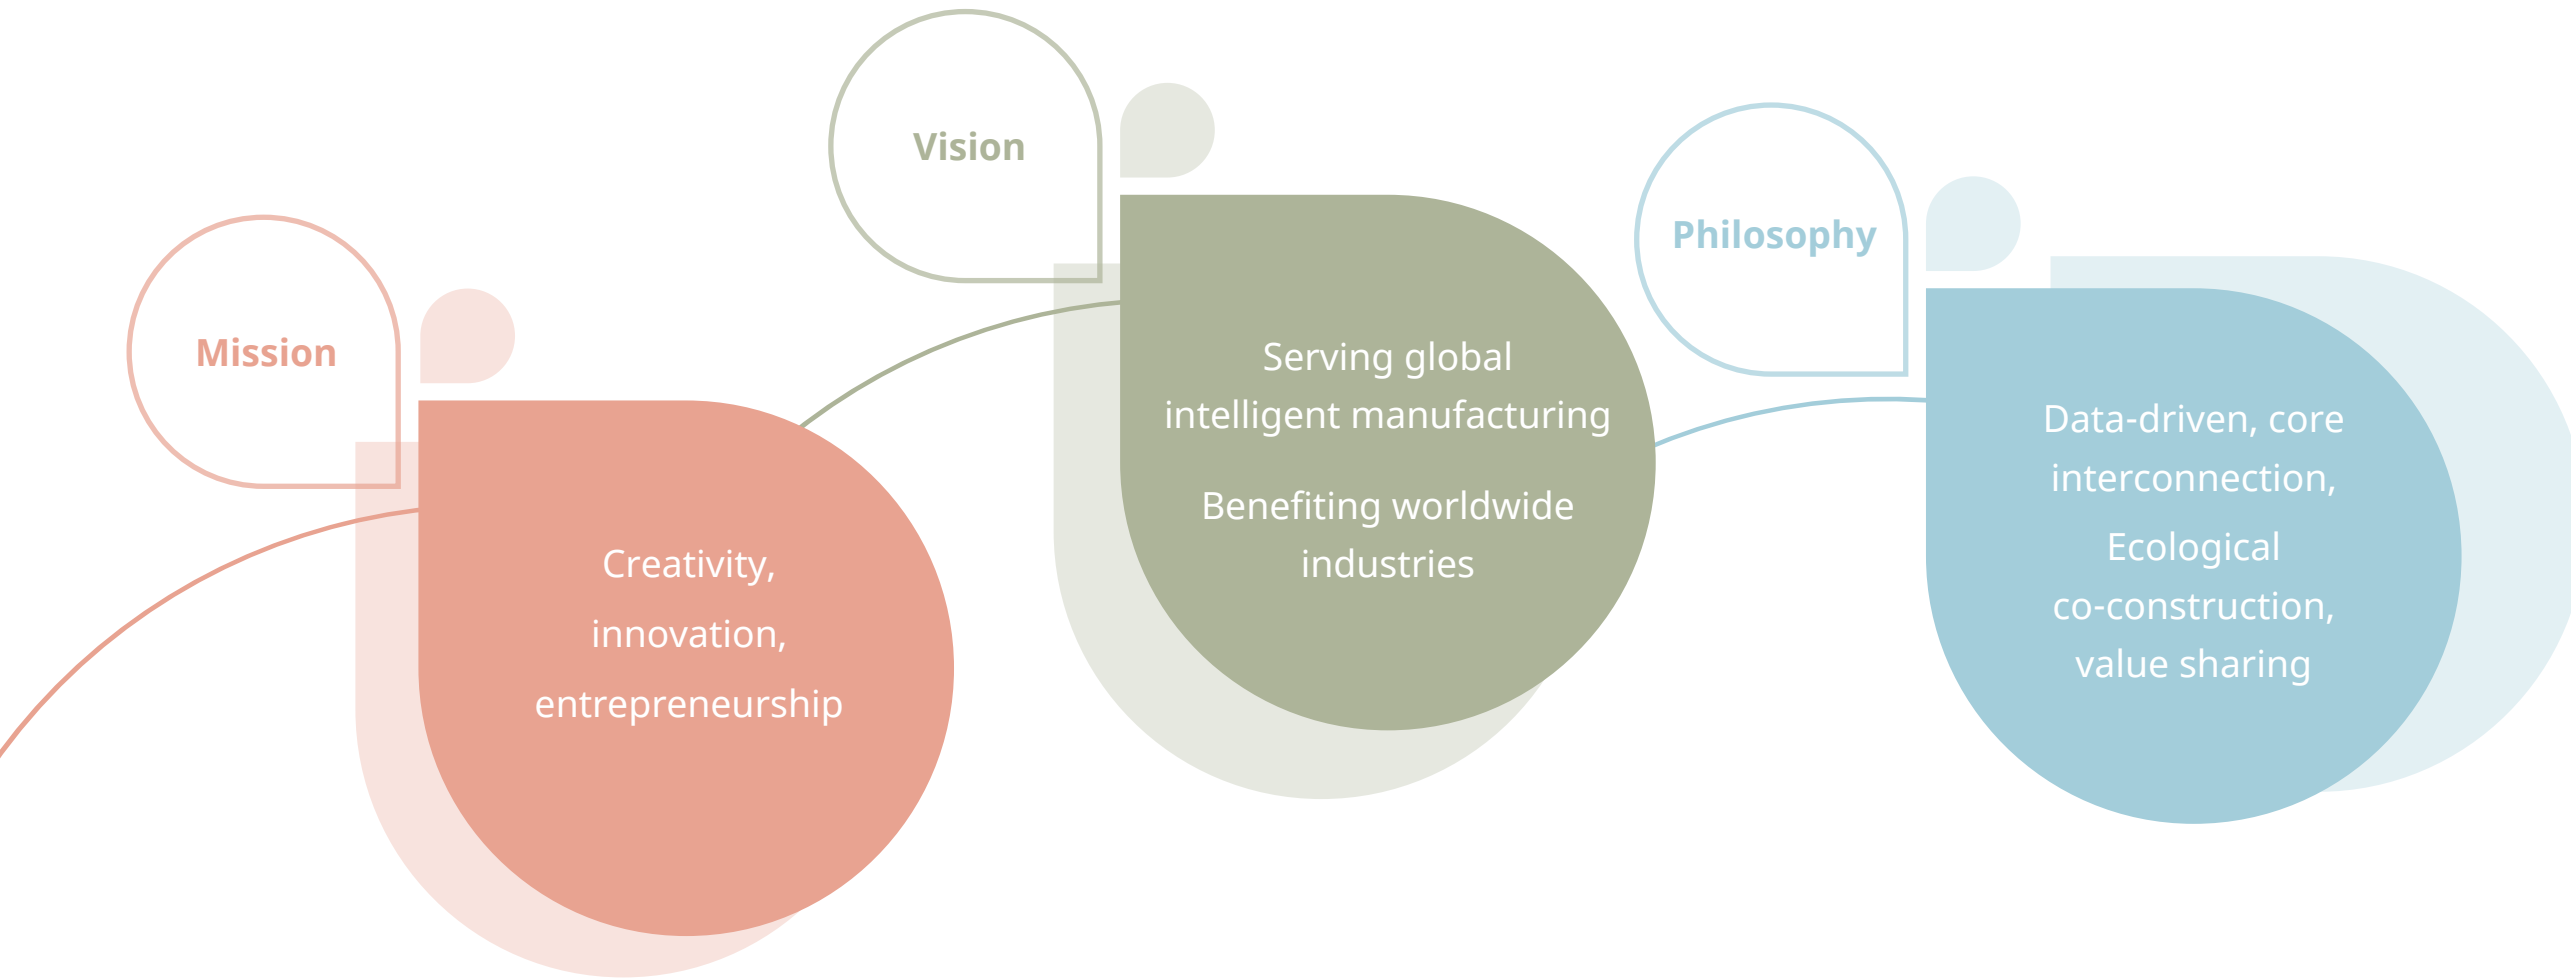 Mission
Creativity,
innovation,
entrepreneurship
Vision
Serving global
intelligent manufacturing
Benefiting worldwide
industries
Philosophy
Data-driven, core
interconnection,
Ecological
co-construction,
value sharing